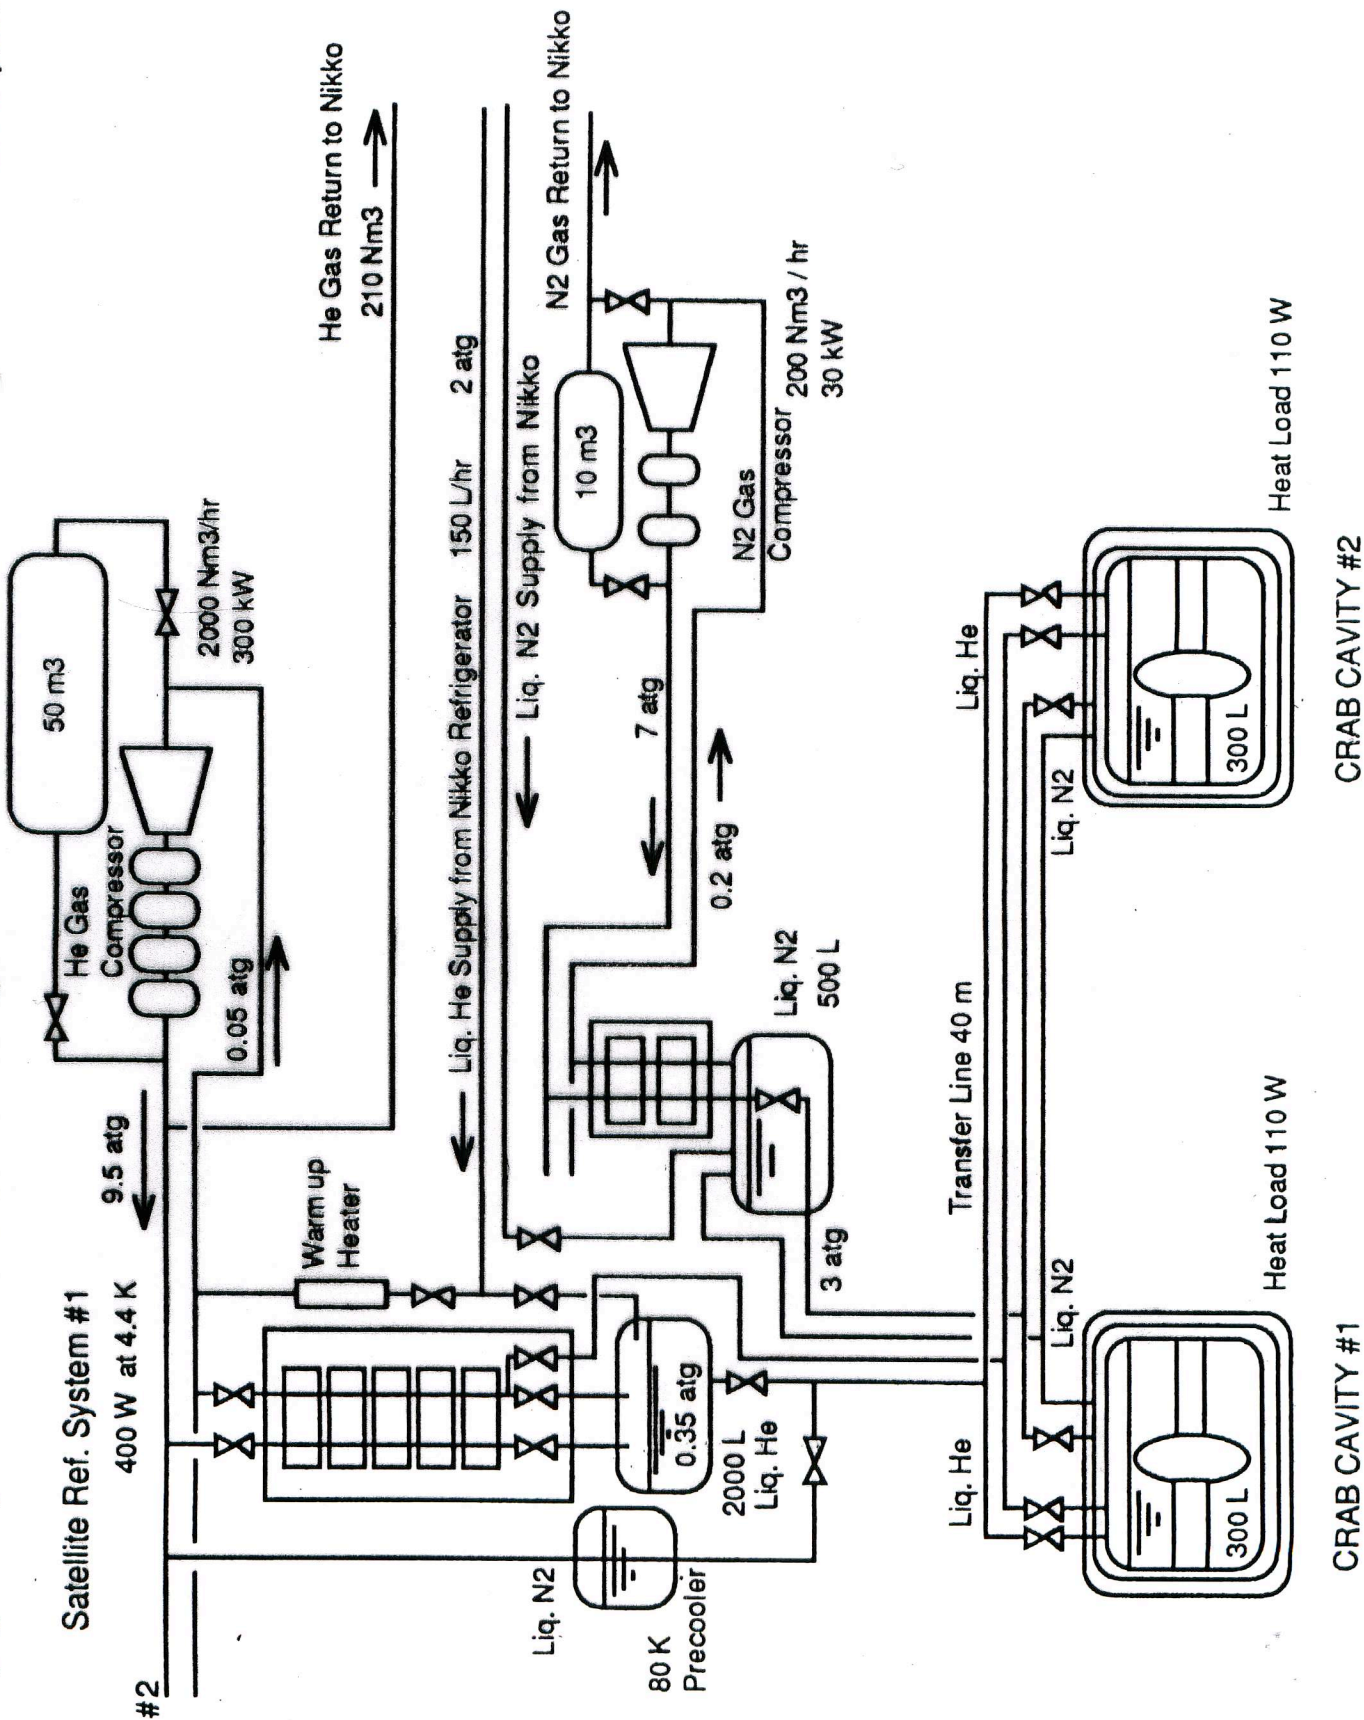 Satellite Ref. System #1
400 W at 4.4 K
#2
9.5 atg
0.05 atg
He Gas
Compressor
50 m3
2000 Nm3/hr
300 kW
He Gas Return to Nikko
210 Nm3
Warm up
Heater
Liq. He Supply from Nikko Refrigerator 150 L/hr 2 atg
Liq. N2 Supply from Nikko
N2 Gas Return to Nikko
10 m3
N2 Gas
Compressor
200 Nm3 / hr
30 kW
7 atg
0.2 atg
Liq. N2
500 L
3 atg
0.35 atg
2000 L
Liq. He
Liq. N2
80 K
Precooler
Transfer Line 40 m
Liq. He
Liq. N2
300 L
Heat Load 110 W
CRAB CAVITY #1
Liq. He
Liq. N2
300 L
Heat Load 110 W
CRAB CAVITY #2